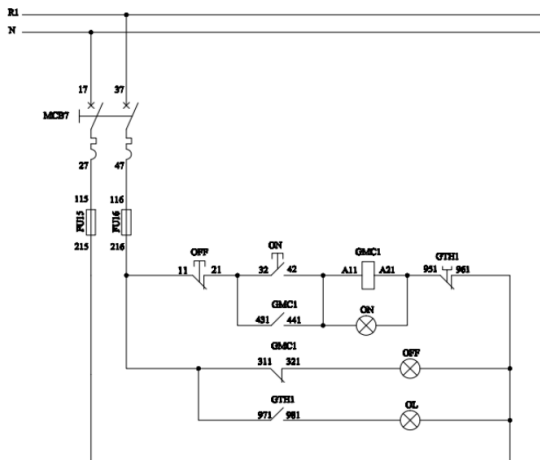 R1
N
17 37
MCB7
27 47
115 116
FU15 FU16
215 216
OFF ON GMC1 GTH1
11 21 32 42 A11 A21 951 961
GMC1 ON
431 441
GMC1 OFF
311 321
GTH1 OL
971 981